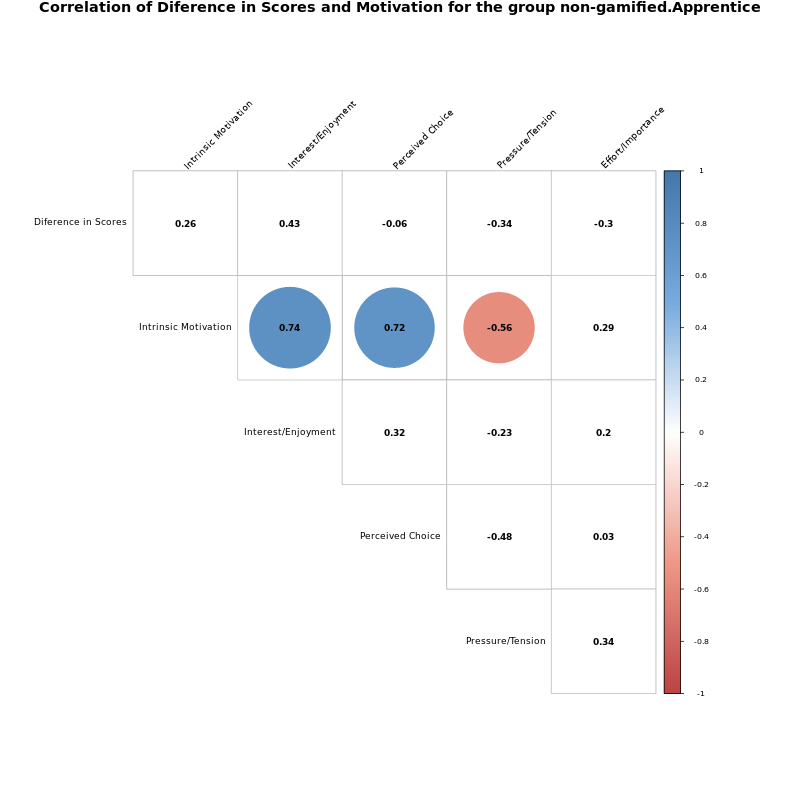 Correlation of Diference in Scores and Motivation for the group non-gamified.Apprentice
Intrinsic Motivation
Interest/Enjoyment
Perceived Choice
Pressure/Tension
Effort/Importance
Diference in Scores 0.26 0.43 -0.06 -0.34 -0.3
Intrinsic Motivation 0.74 0.72 -0.56 0.29
Interest/Enjoyment 0.32 -0.23 0.2
Perceived Choice -0.48 0.03
Pressure/Tension 0.34
1
0.8
0.6
0.4
0.2
0
-0.2
-0.4
-0.6
-0.8
-1